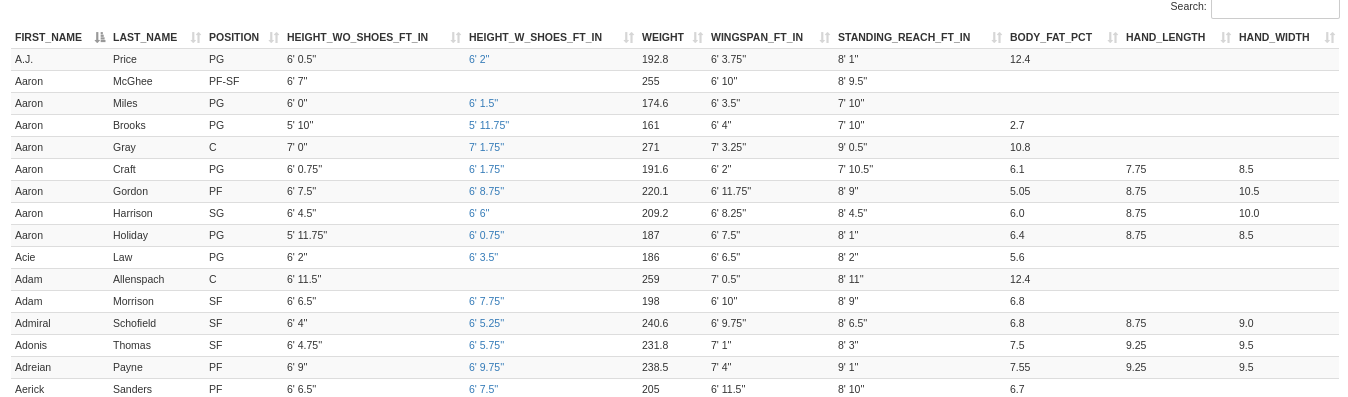 Search:
FIRST_NAME LAST_NAME POSITION HEIGHT_WO_SHOES_FT_IN HEIGHT_W_SHOES_FT_IN WEIGHT WINGSPAN_FT_IN STANDING_REACH_FT_IN BODY_FAT_PCT HAND_LENGTH HAND_WIDTH
A.J. Price PG 6' 0.5'' 6' 2'' 192.8 6' 3.75'' 8' 1'' 12.4
Aaron McGhee PF-SF 6' 7'' 255 6' 10'' 8' 9.5''
Aaron Miles PG 6' 0'' 6' 1.5'' 174.6 6' 3.5'' 7' 10''
Aaron Brooks PG 5' 10'' 5' 11.75'' 161 6' 4'' 7' 10'' 2.7
Aaron Gray C 7' 0'' 7' 1.75'' 271 7' 3.25'' 9' 0.5'' 10.8
Aaron Craft PG 6' 0.75'' 6' 1.75'' 191.6 6' 2'' 7' 10.5'' 6.1 7.75 8.5
Aaron Gordon PF 6' 7.5'' 6' 8.75'' 220.1 6' 11.75'' 8' 9'' 5.05 8.75 10.5
Aaron Harrison SG 6' 4.5'' 6' 6'' 209.2 6' 8.25'' 8' 4.5'' 6.0 8.75 10.0
Aaron Holiday PG 5' 11.75'' 6' 0.75'' 187 6' 7.5'' 8' 1'' 6.4 8.75 8.5
Acie Law PG 6' 2'' 6' 3.5'' 186 6' 6.5'' 8' 2'' 5.6
Adam Allenspach C 6' 11.5'' 259 7' 0.5'' 8' 11'' 12.4
Adam Morrison SF 6' 6.5'' 6' 7.75'' 198 6' 10'' 8' 9'' 6.8
Admiral Schofield SF 6' 4'' 6' 5.25'' 240.6 6' 9.75'' 8' 6.5'' 6.8 8.75 9.0
Adonis Thomas SF 6' 4.75'' 6' 5.75'' 231.8 7' 1'' 8' 3'' 7.5 9.25 9.5
Adreian Payne PF 6' 9'' 6' 9.75'' 238.5 7' 4'' 9' 1'' 7.55 9.25 9.5
Aerick Sanders PF 6' 6.5'' 6' 7.5'' 205 6' 11.5'' 8' 10'' 6.7